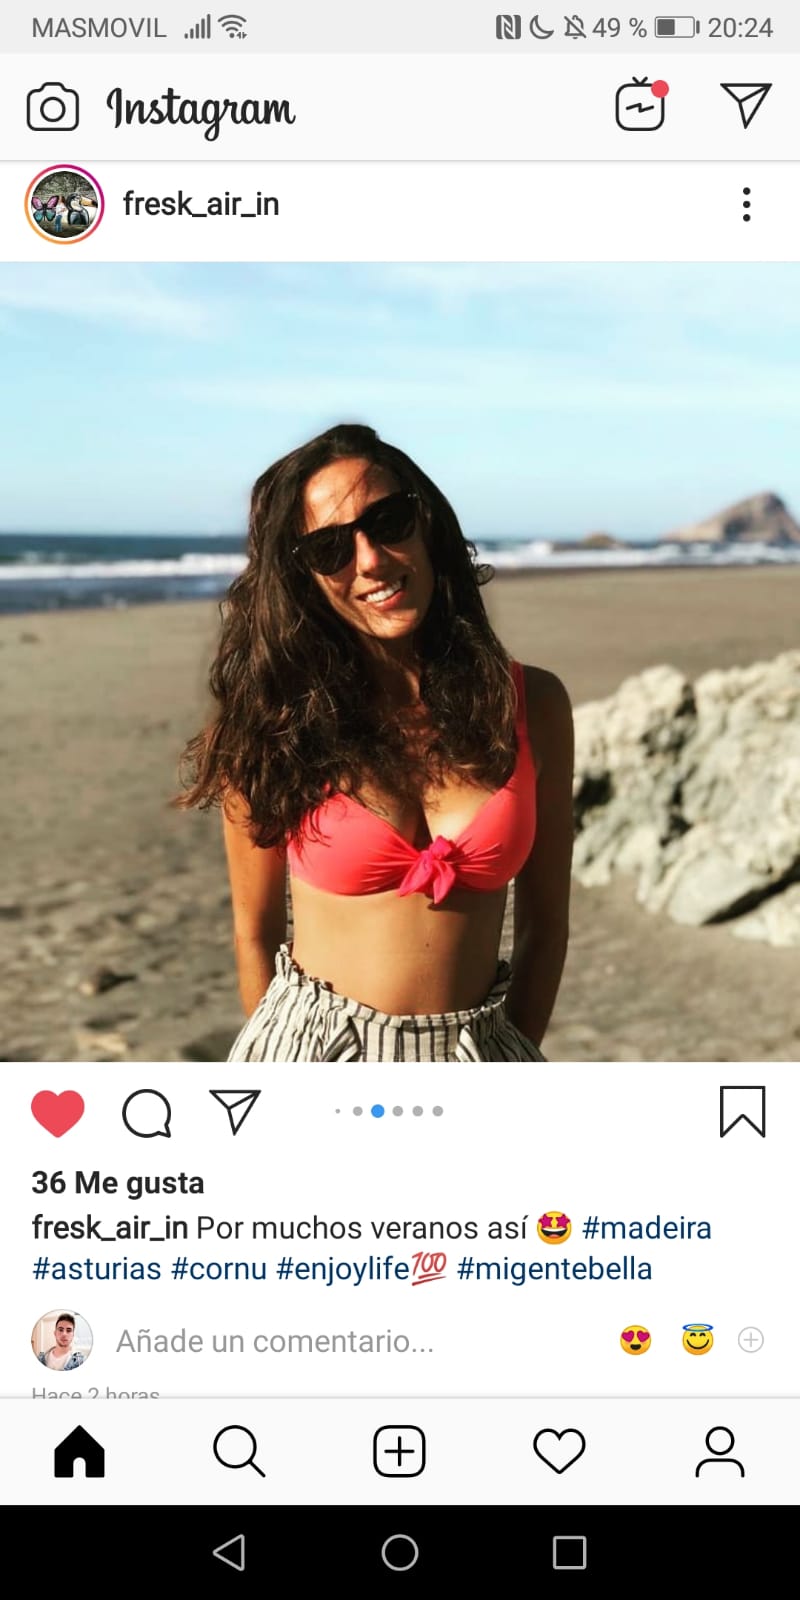 MASMOVIL 49 % 20:24
Instagram
fresk_air_in
36 Me gusta
fresk_air_in Por muchos veranos así 🤩 #madeira
#asturias #cornu #enjoylife💯 #migentebella
Añade un comentario...
Hace 2 horas